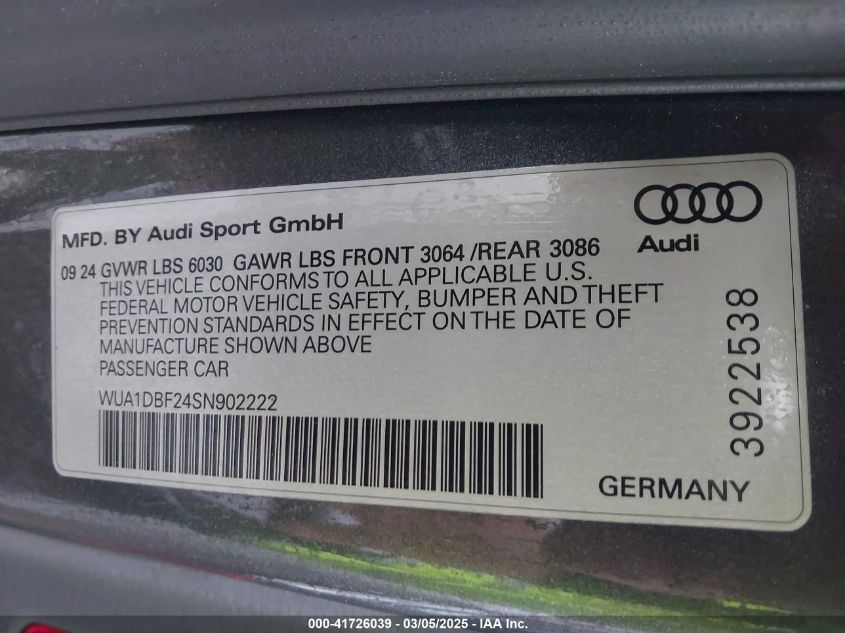 MFD. BY Audi Sport GmbH
09 24 GVWR LBS 6030 GAWR LBS FRONT 3064 /REAR 3086
THIS VEHICLE CONFORMS TO ALL APPLICABLE U.S.
FEDERAL MOTOR VEHICLE SAFETY, BUMPER AND THEFT
PREVENTION STANDARDS IN EFFECT ON THE DATE OF
MANUFACTURE SHOWN ABOVE
PASSENGER CAR
WUA1DBF24SN902222
Audi
3922538
GERMANY
000-41726039 - 03/05/2025 - IAA Inc.